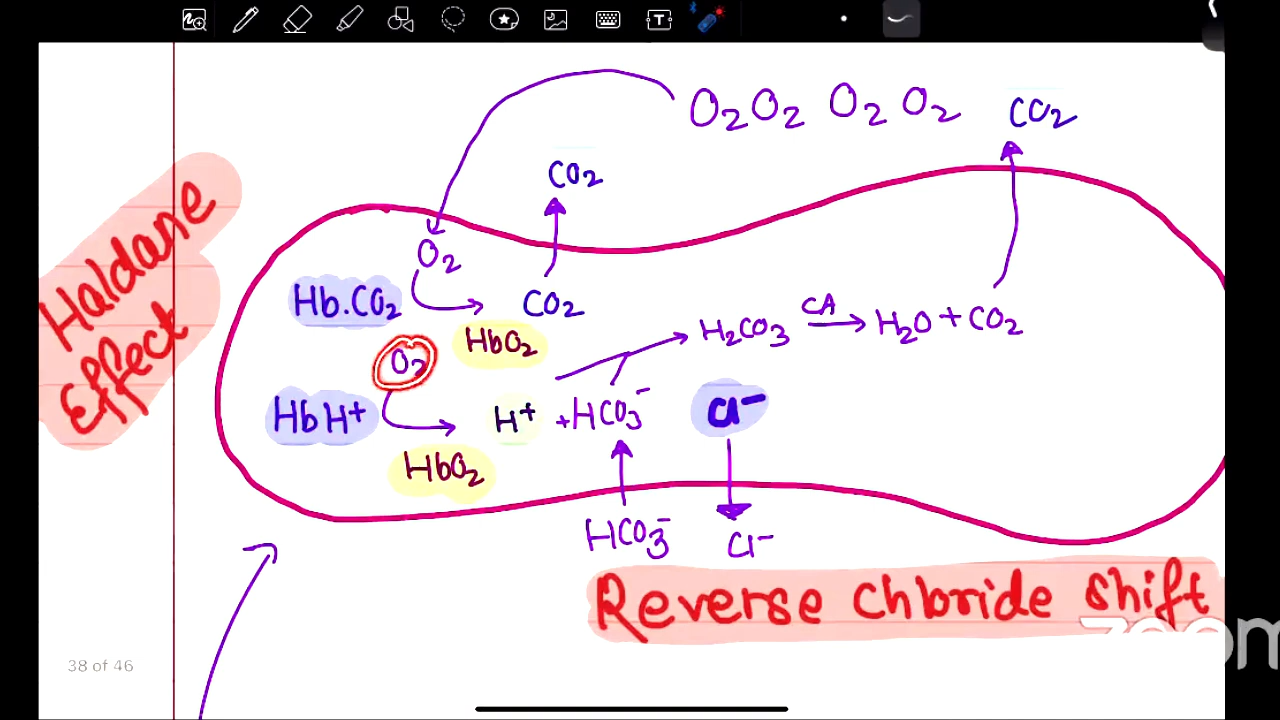 O2 O2 O2 O2 CO2
CO2
O2
Hb.CO2 CO2
HbO2
H2CO3 CA H2O + CO2
O2
HbH+ H+ + HCO3- Cl-
HbO2
HCO3- Cl-
Haldane
Effect
Reverse Chloride shift
zoom
38 of 46
T